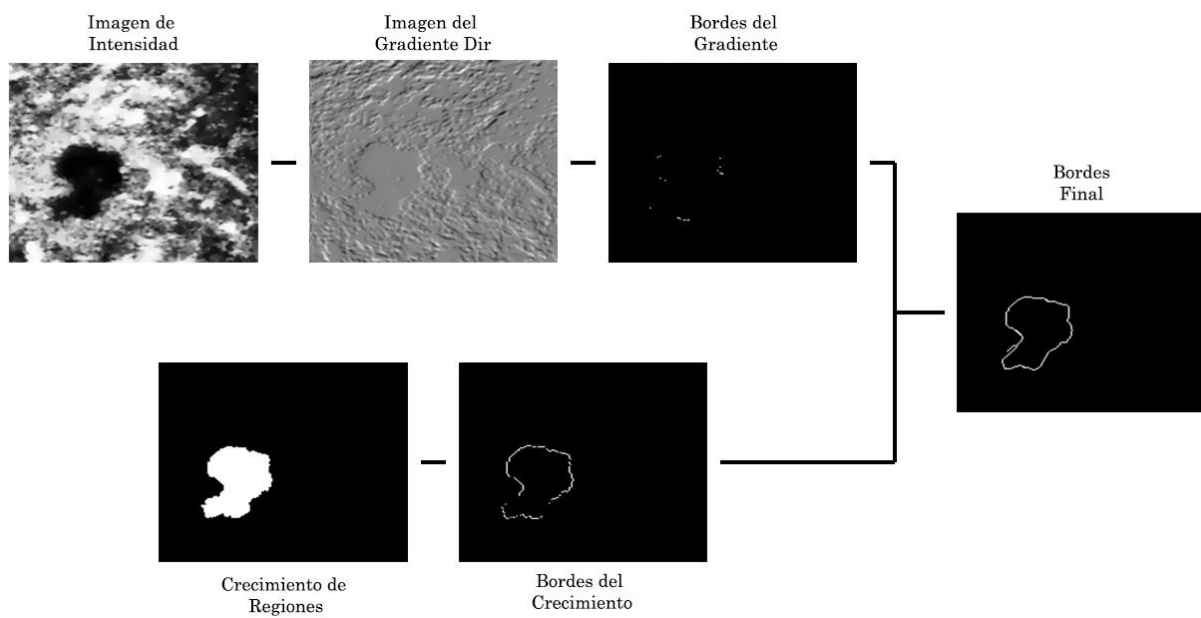 Imagen de
Intensidad
Imagen del
Gradiente Dir
Bordes del
Gradiente
Bordes
Final
Crecimiento de
Regiones
Bordes del
Crecimiento